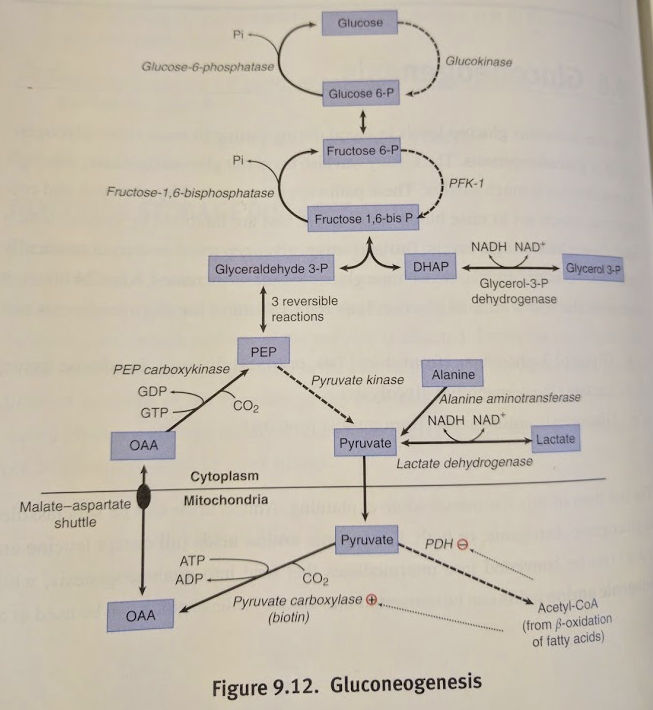 Glucose
Pi
Glucose-6-phosphatase
Glucokinase
Glucose 6-P
Fructose 6-P
Pi
Fructose-1,6-bisphosphatase
PFK-1
Fructose 1,6-bis P
Glyceraldehyde 3-P
DHAP
NADH NAD⁺
Glycerol 3-P
Glycerol-3-P
dehydrogenase
3 reversible
reactions
PEP
PEP carboxykinase
GDP
GTP
CO₂
OAA
Pyruvate kinase
Alanine
Alanine aminotransferase
NADH NAD⁺
Pyruvate
Lactate
Lactate dehydrogenase
Cytoplasm
Mitochondria
Malate–aspartate
shuttle
Pyruvate
PDH ⊖
ATP
ADP
CO₂
Pyruvate carboxylase ⊕
(biotin)
OAA
Acetyl-CoA
(from β-oxidation
of fatty acids)
Figure 9.12. Gluconeogenesis